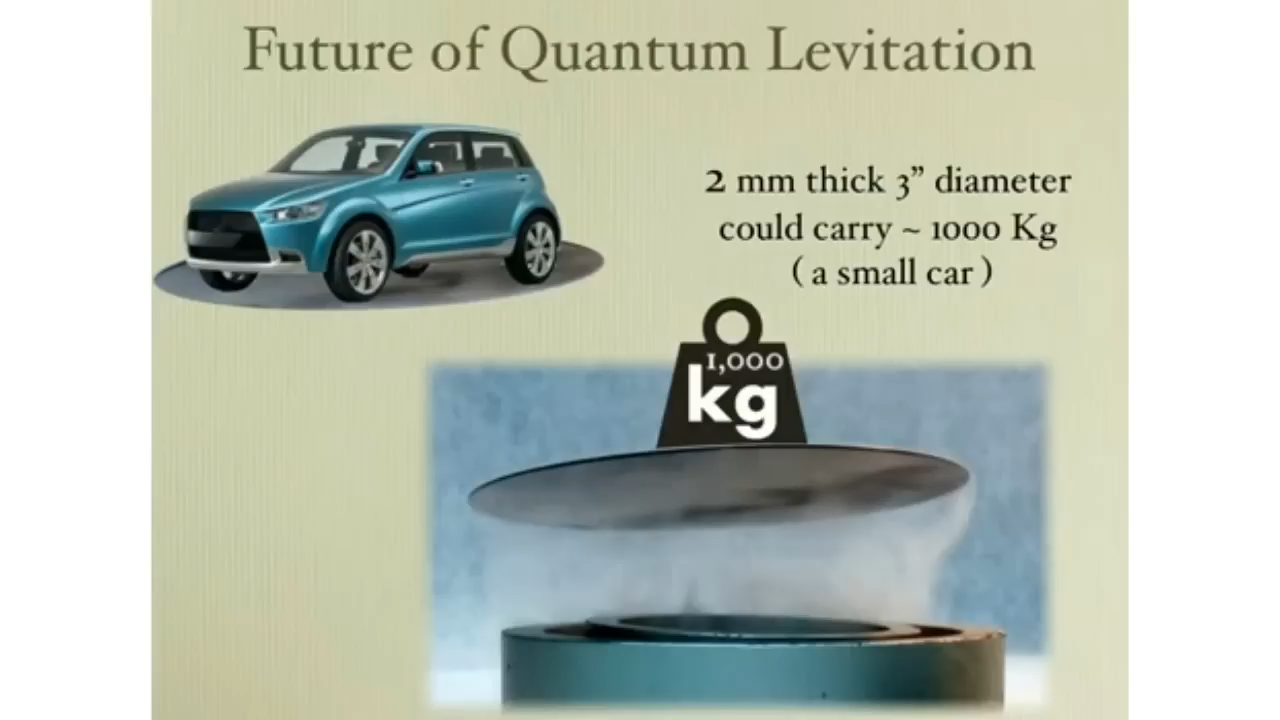 Future of Quantum Levitation
2 mm thick 3” diameter
could carry ~ 1000 Kg
( a small car )
1,000
kg